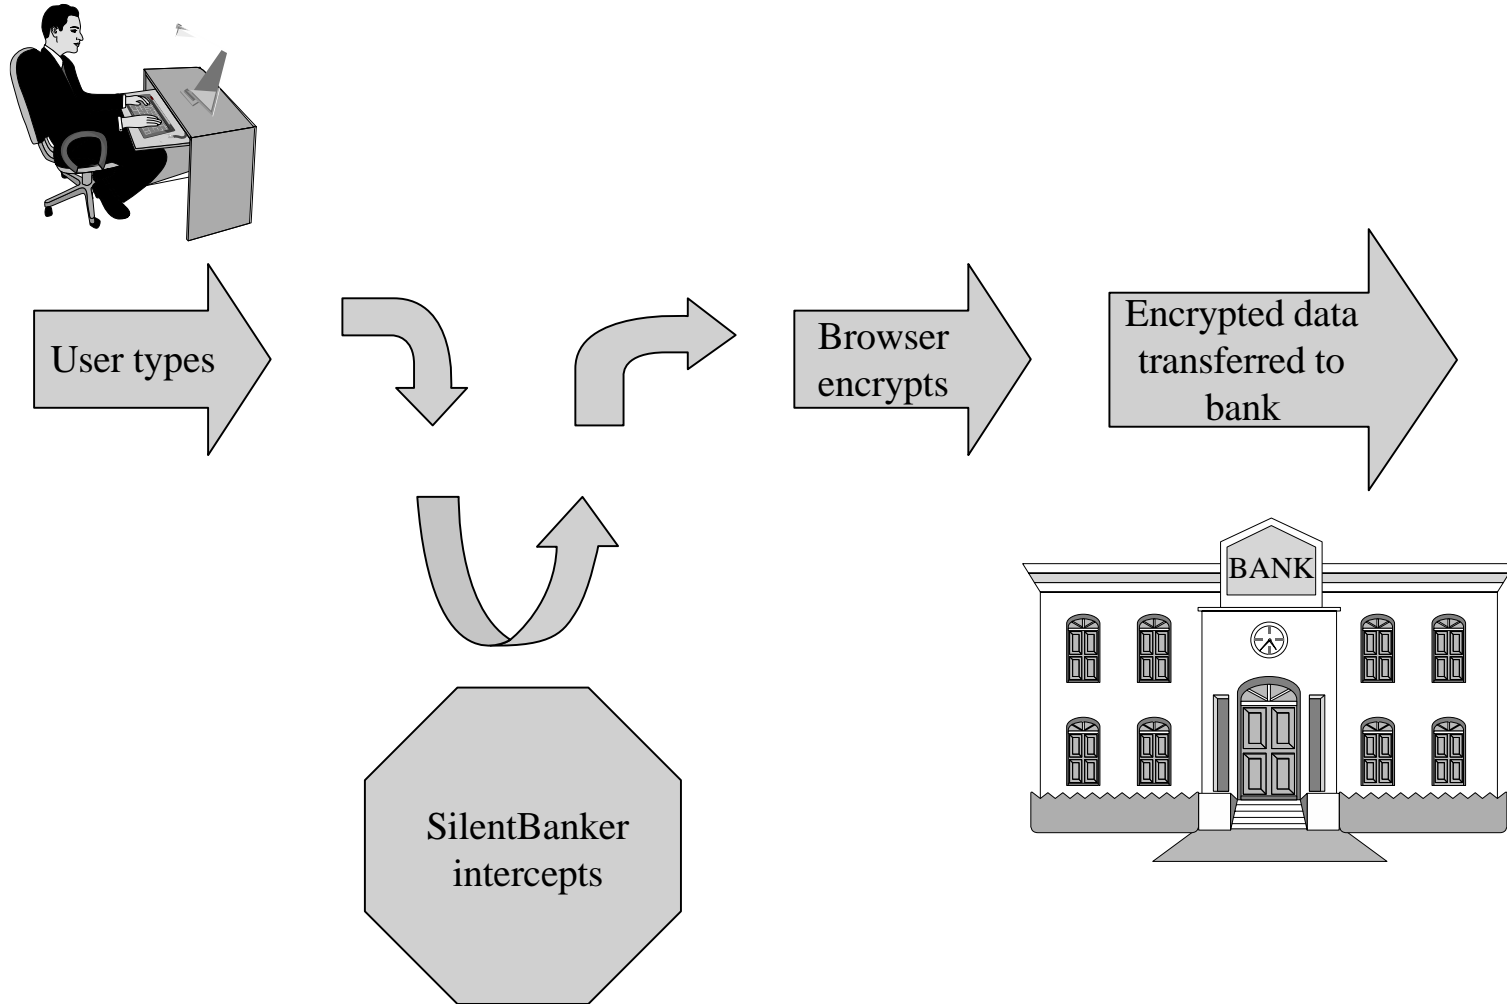 User types
Browser
encrypts
Encrypted data
transferred to
bank
BANK
SilentBanker
intercepts